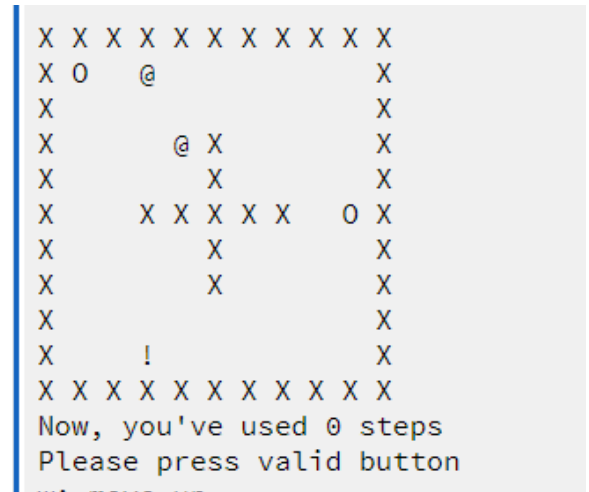 X X X X X X X X X X X
X O   @             X
X                   X
X       @ X         X
X         X         X
X     X X X X X   O X
X         X         X
X         X         X
X                   X
X     !             X
X X X X X X X X X X X
Now, you've used 0 steps
Please press valid button